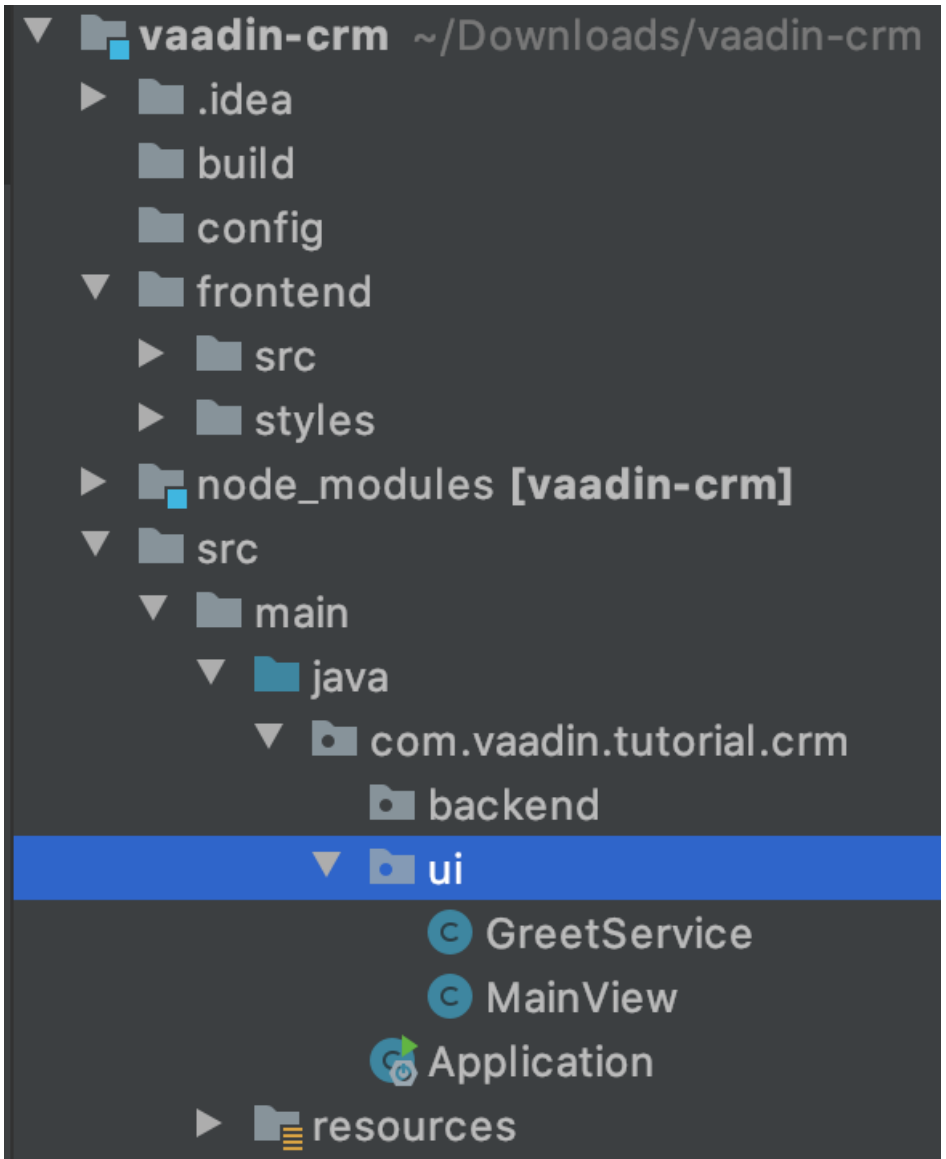 vaadin-crm ~/Downloads/vaadin-crm
.idea
build
config
frontend
src
styles
node_modules [vaadin-crm]
src
main
java
com.vaadin.tutorial.crm
backend
ui
GreetService
MainView
Application
resources